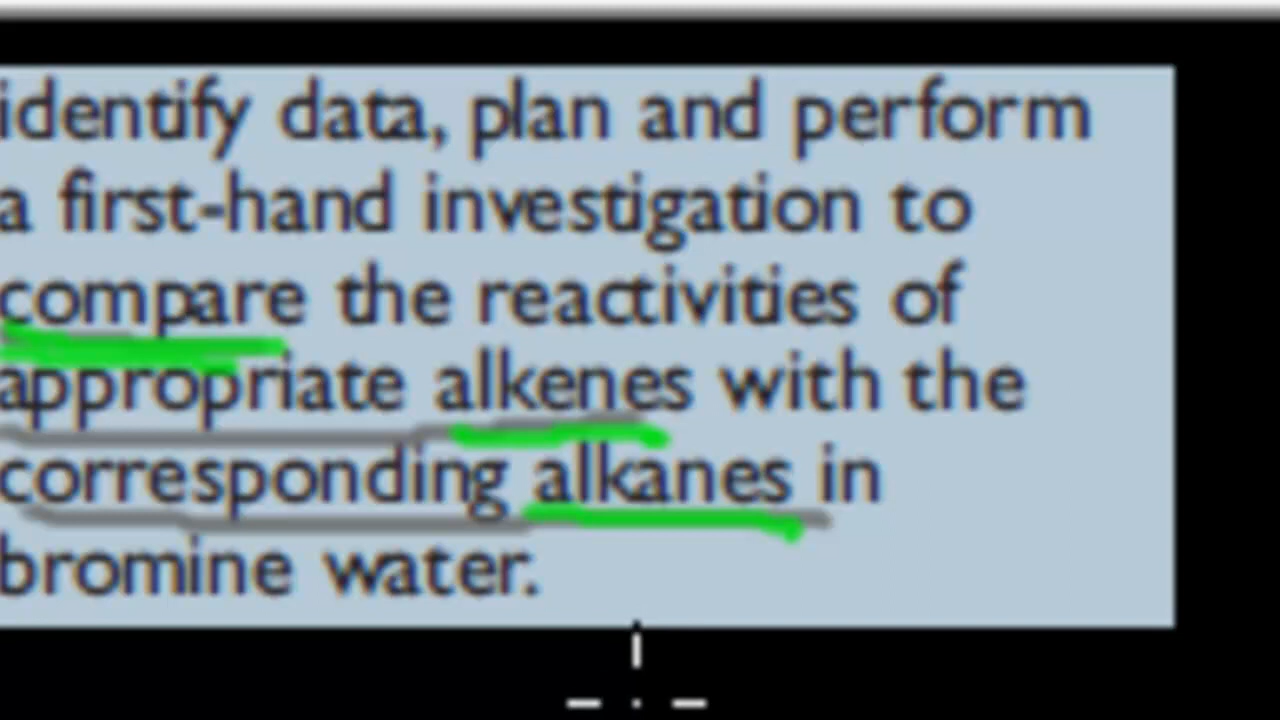 identify data, plan and perform
a first-hand investigation to
compare the reactivities of
appropriate alkenes with the
corresponding alkanes in
bromine water.